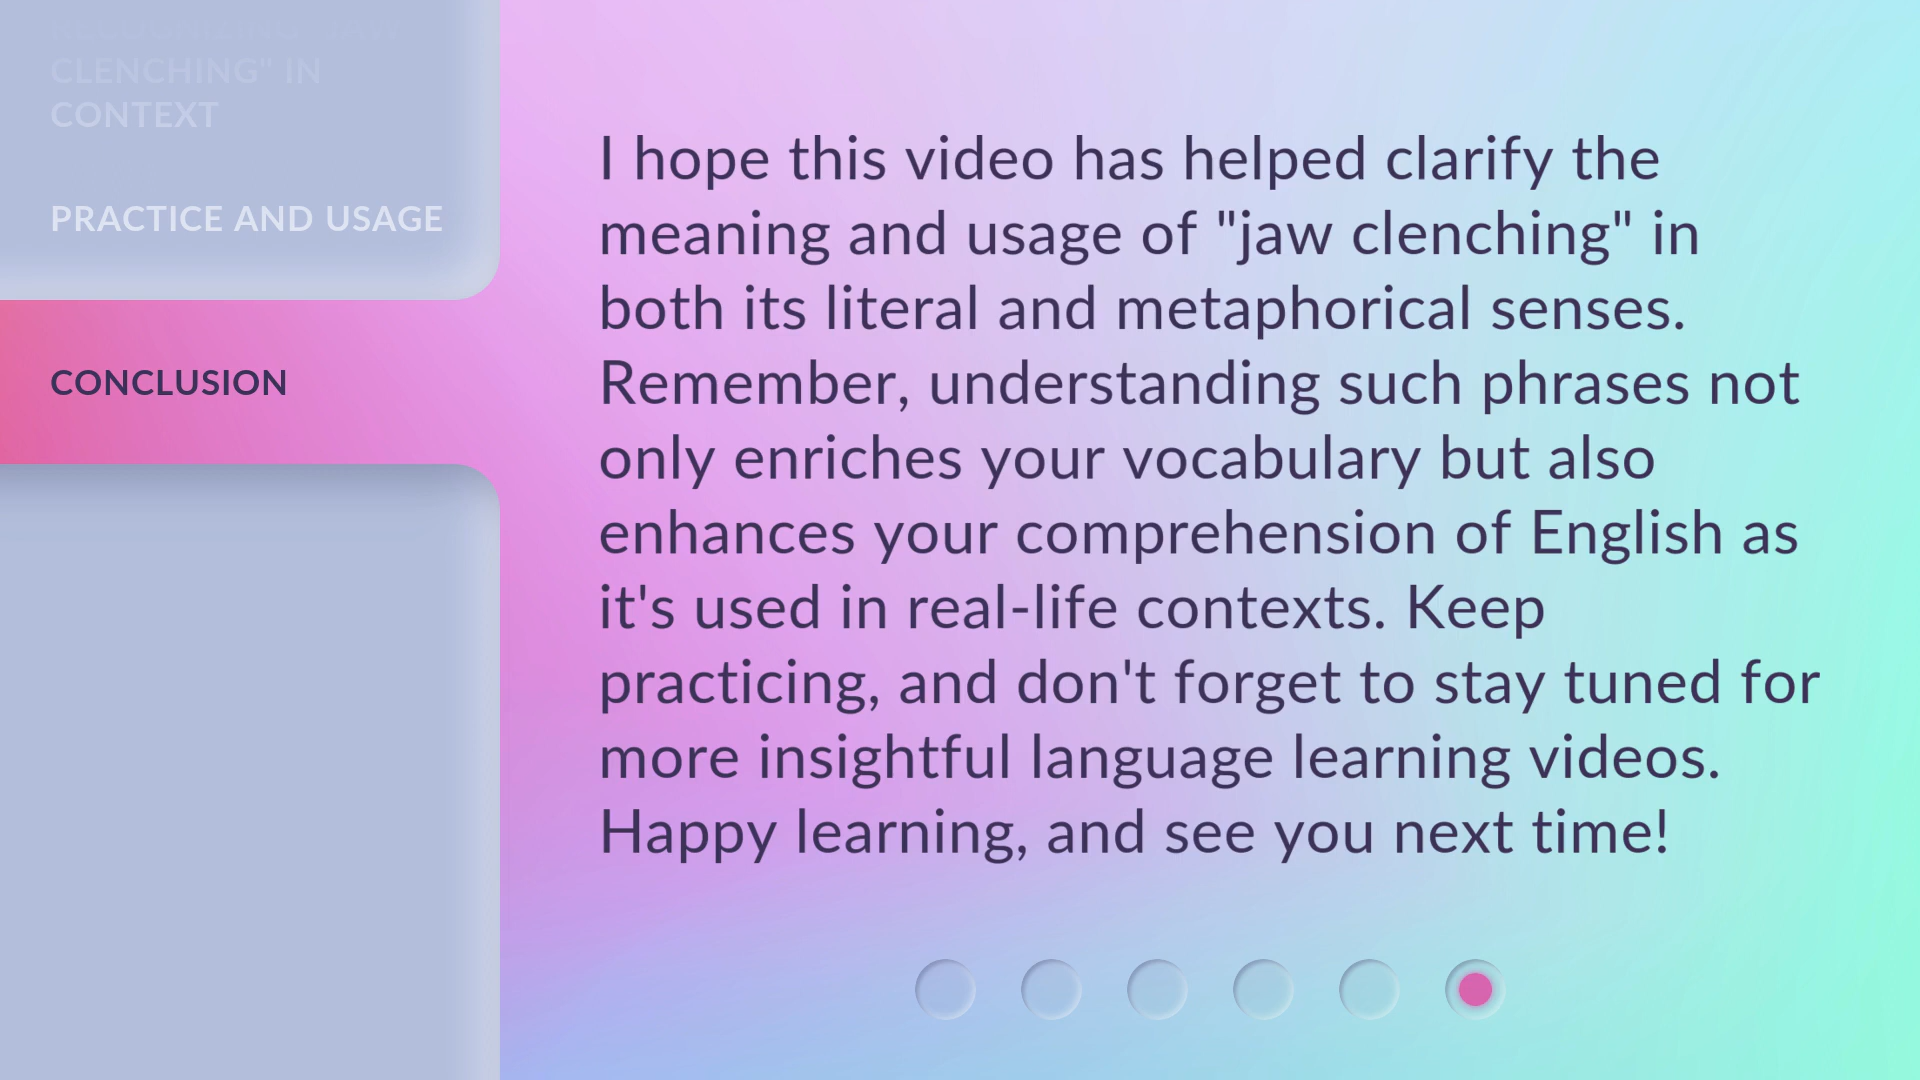 CLENCHING" IN
CONTEXT
PRACTICE AND USAGE
CONCLUSION
I hope this video has helped clarify the
meaning and usage of "jaw clenching" in
both its literal and metaphorical senses.
Remember, understanding such phrases not
only enriches your vocabulary but also
enhances your comprehension of English as
it's used in real-life contexts. Keep
practicing, and don't forget to stay tuned for
more insightful language learning videos.
Happy learning, and see you next time!